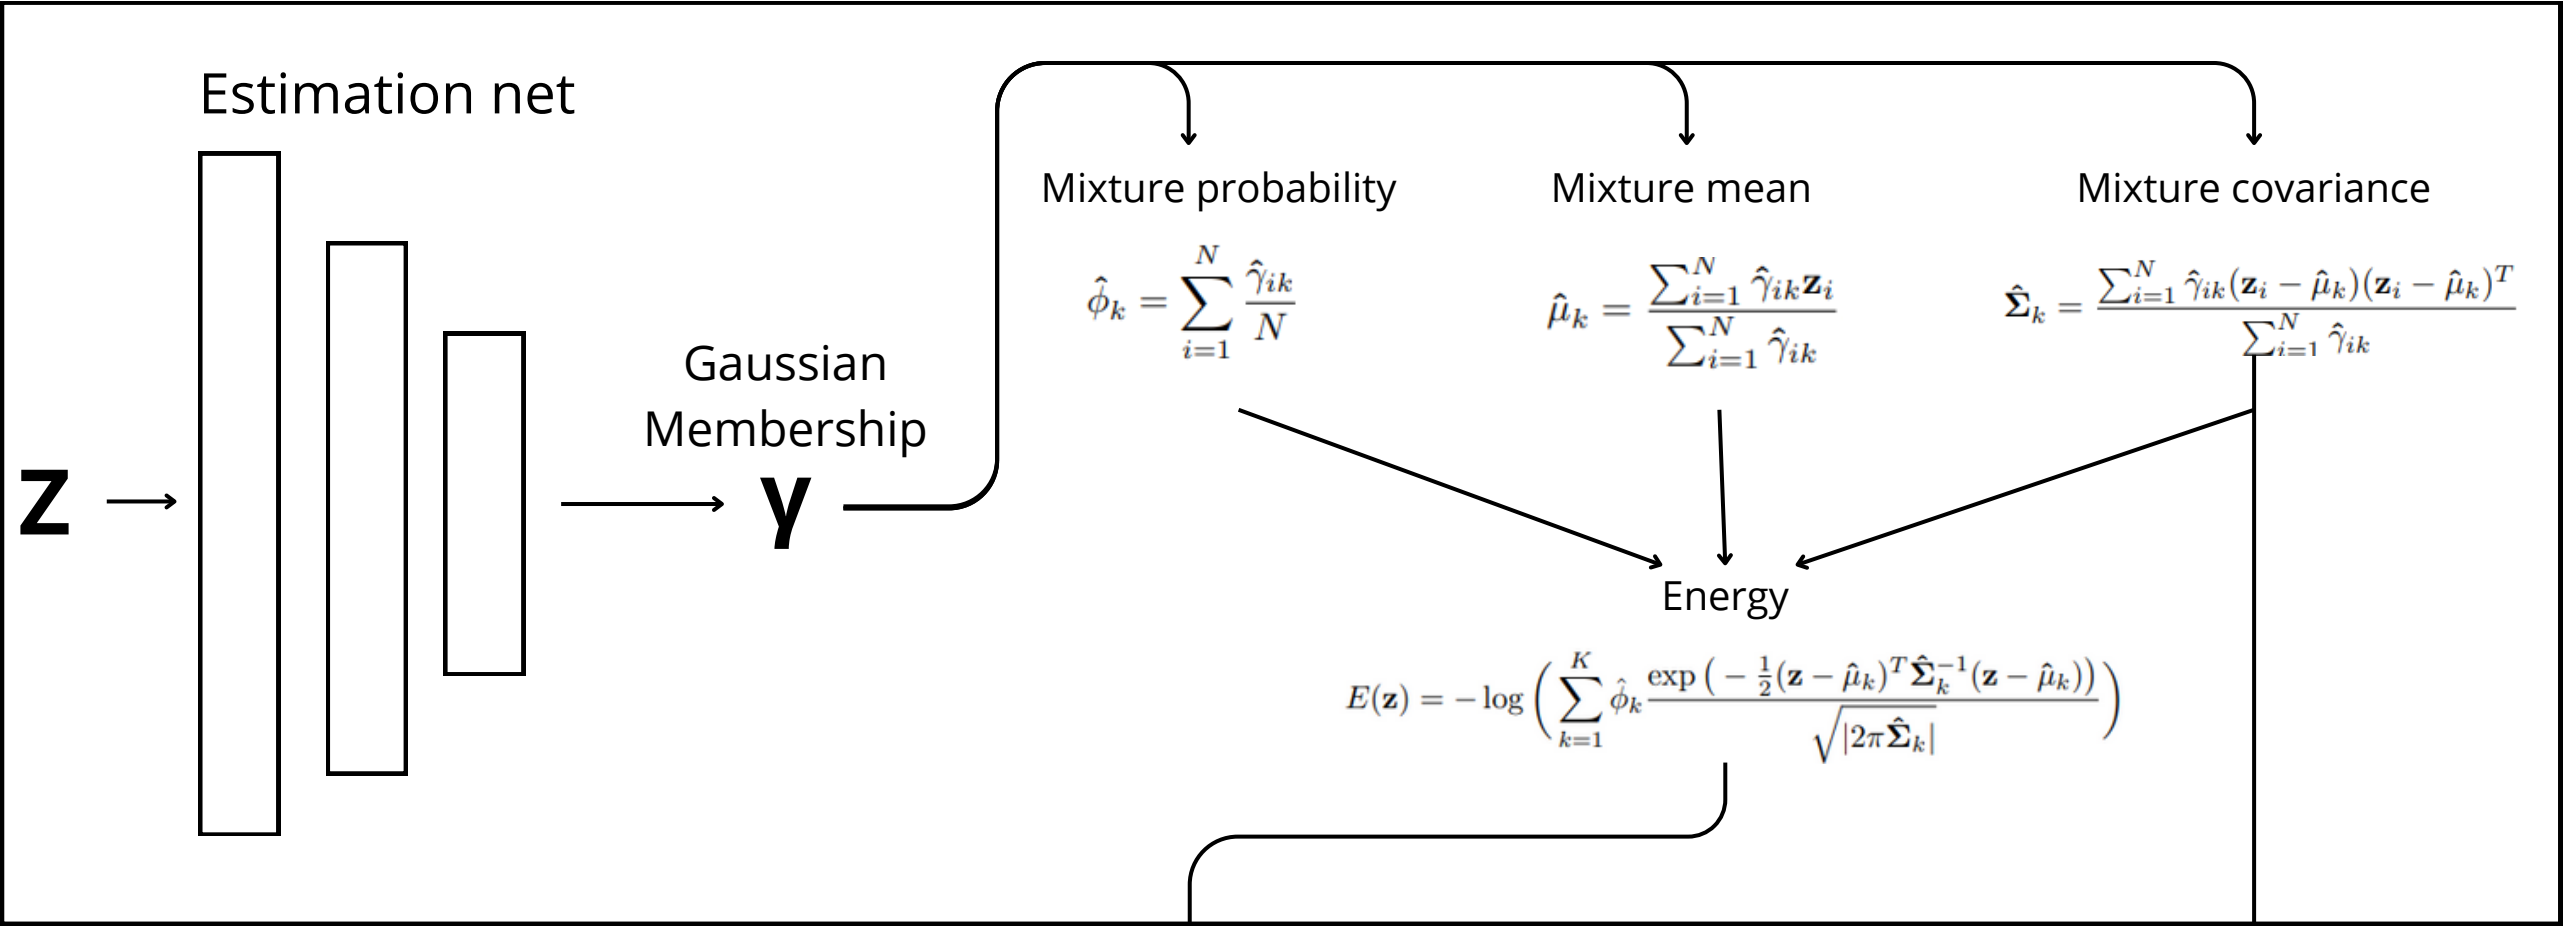 Estimation net
Z
Gaussian
Membership
γ
Mixture probability
Mixture mean
Mixture covariance
$\hat{\phi}_k = \sum_{i=1}^{N} \frac{\hat{\gamma}_{ik}}{N}$
$\hat{\mu}_k = \frac{\sum_{i=1}^{N} \hat{\gamma}_{ik} \mathbf{z}_i}{\sum_{i=1}^{N} \hat{\gamma}_{ik}}$
$\hat{\mathbf{\Sigma}}_k = \frac{\sum_{i=1}^{N} \hat{\gamma}_{ik} (\mathbf{z}_i - \hat{\mu}_k)(\mathbf{z}_i - \hat{\mu}_k)^T}{\sum_{i=1}^{N} \hat{\gamma}_{ik}}$
Energy
$E(\mathbf{z}) = -\log \left( \sum_{k=1}^{K} \hat{\phi}_k \frac{\exp \left( -\frac{1}{2} (\mathbf{z} - \hat{\mu}_k)^T \hat{\mathbf{\Sigma}}_k^{-1} (\mathbf{z} - \hat{\mu}_k) \right)}{\sqrt{|2\pi \hat{\mathbf{\Sigma}}_k|}} \right)$